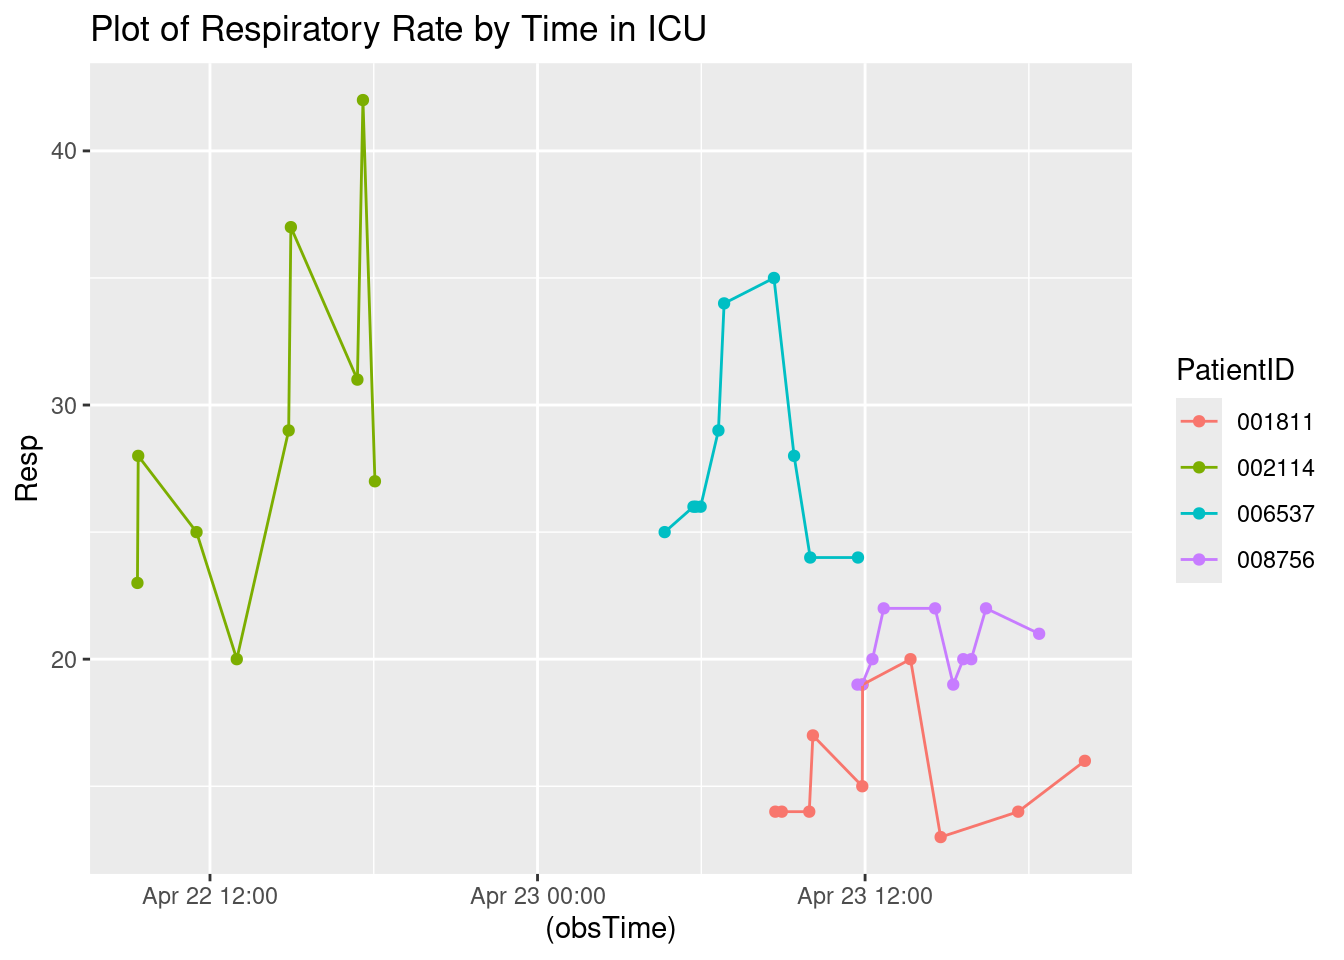 Plot of Respiratory Rate by Time in ICU
Resp
40
30
20
Apr 22 12:00
Apr 23 00:00
Apr 23 12:00
(obsTime)
PatientID
001811
002114
006537
008756